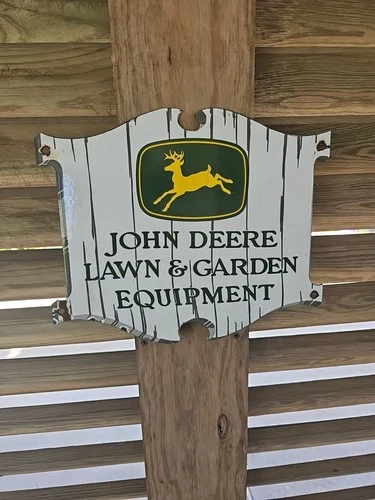 JOHN DEERE
LAWN & GARDEN
EQUIPMENT